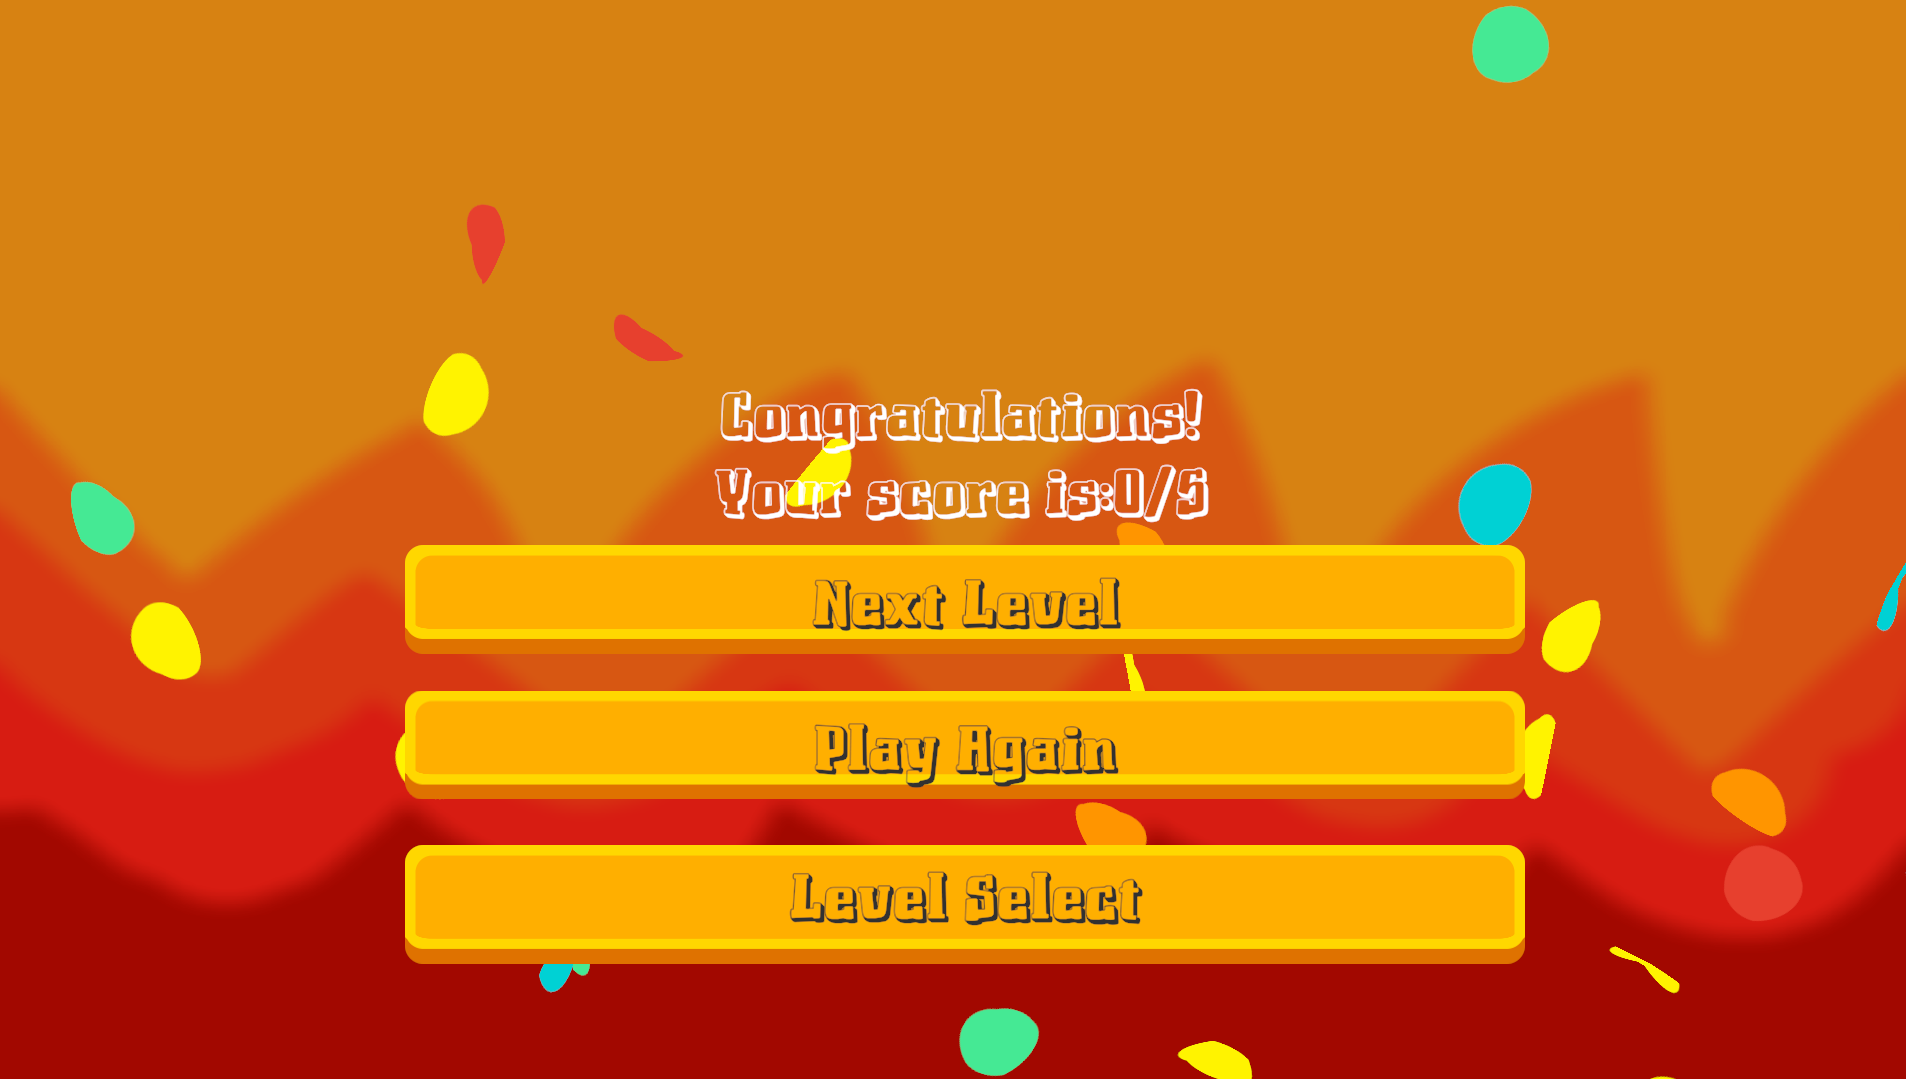 Congratulations!
Your score is:0/5
Next Level
Play Again
Level Select